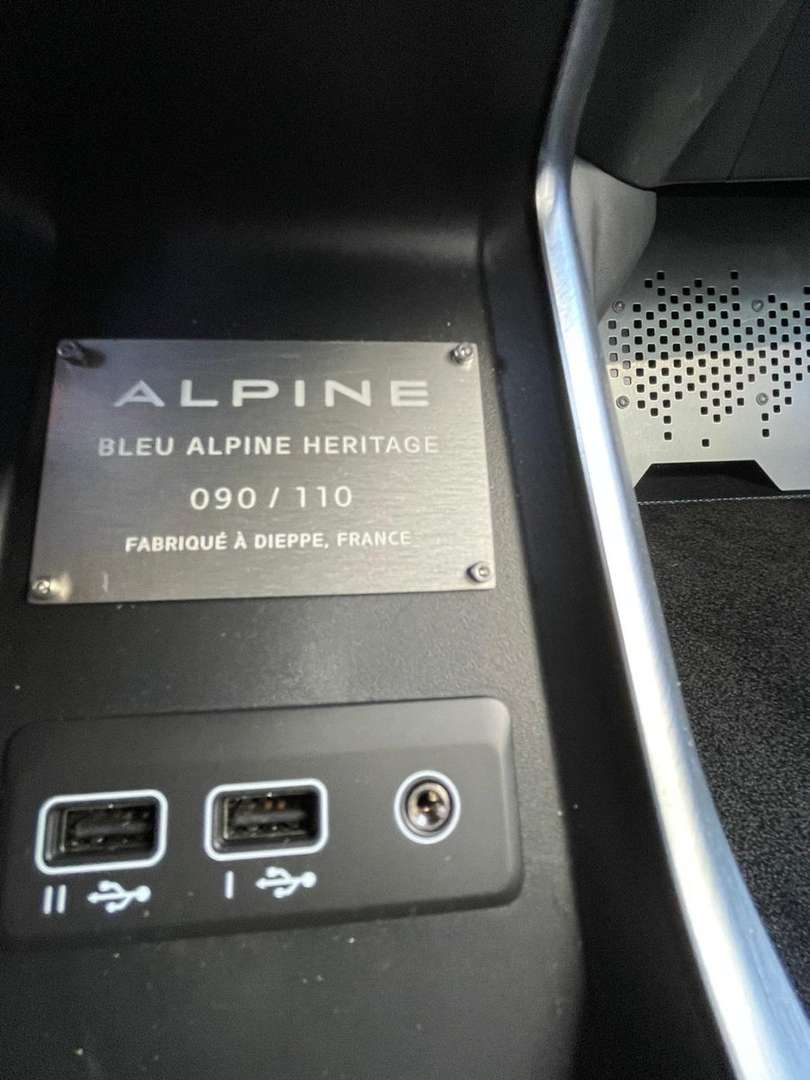 ALPINE
BLEU ALPINE HERITAGE
090 / 110
FABRIQUÉ À DIEPPE, FRANCE
II
I